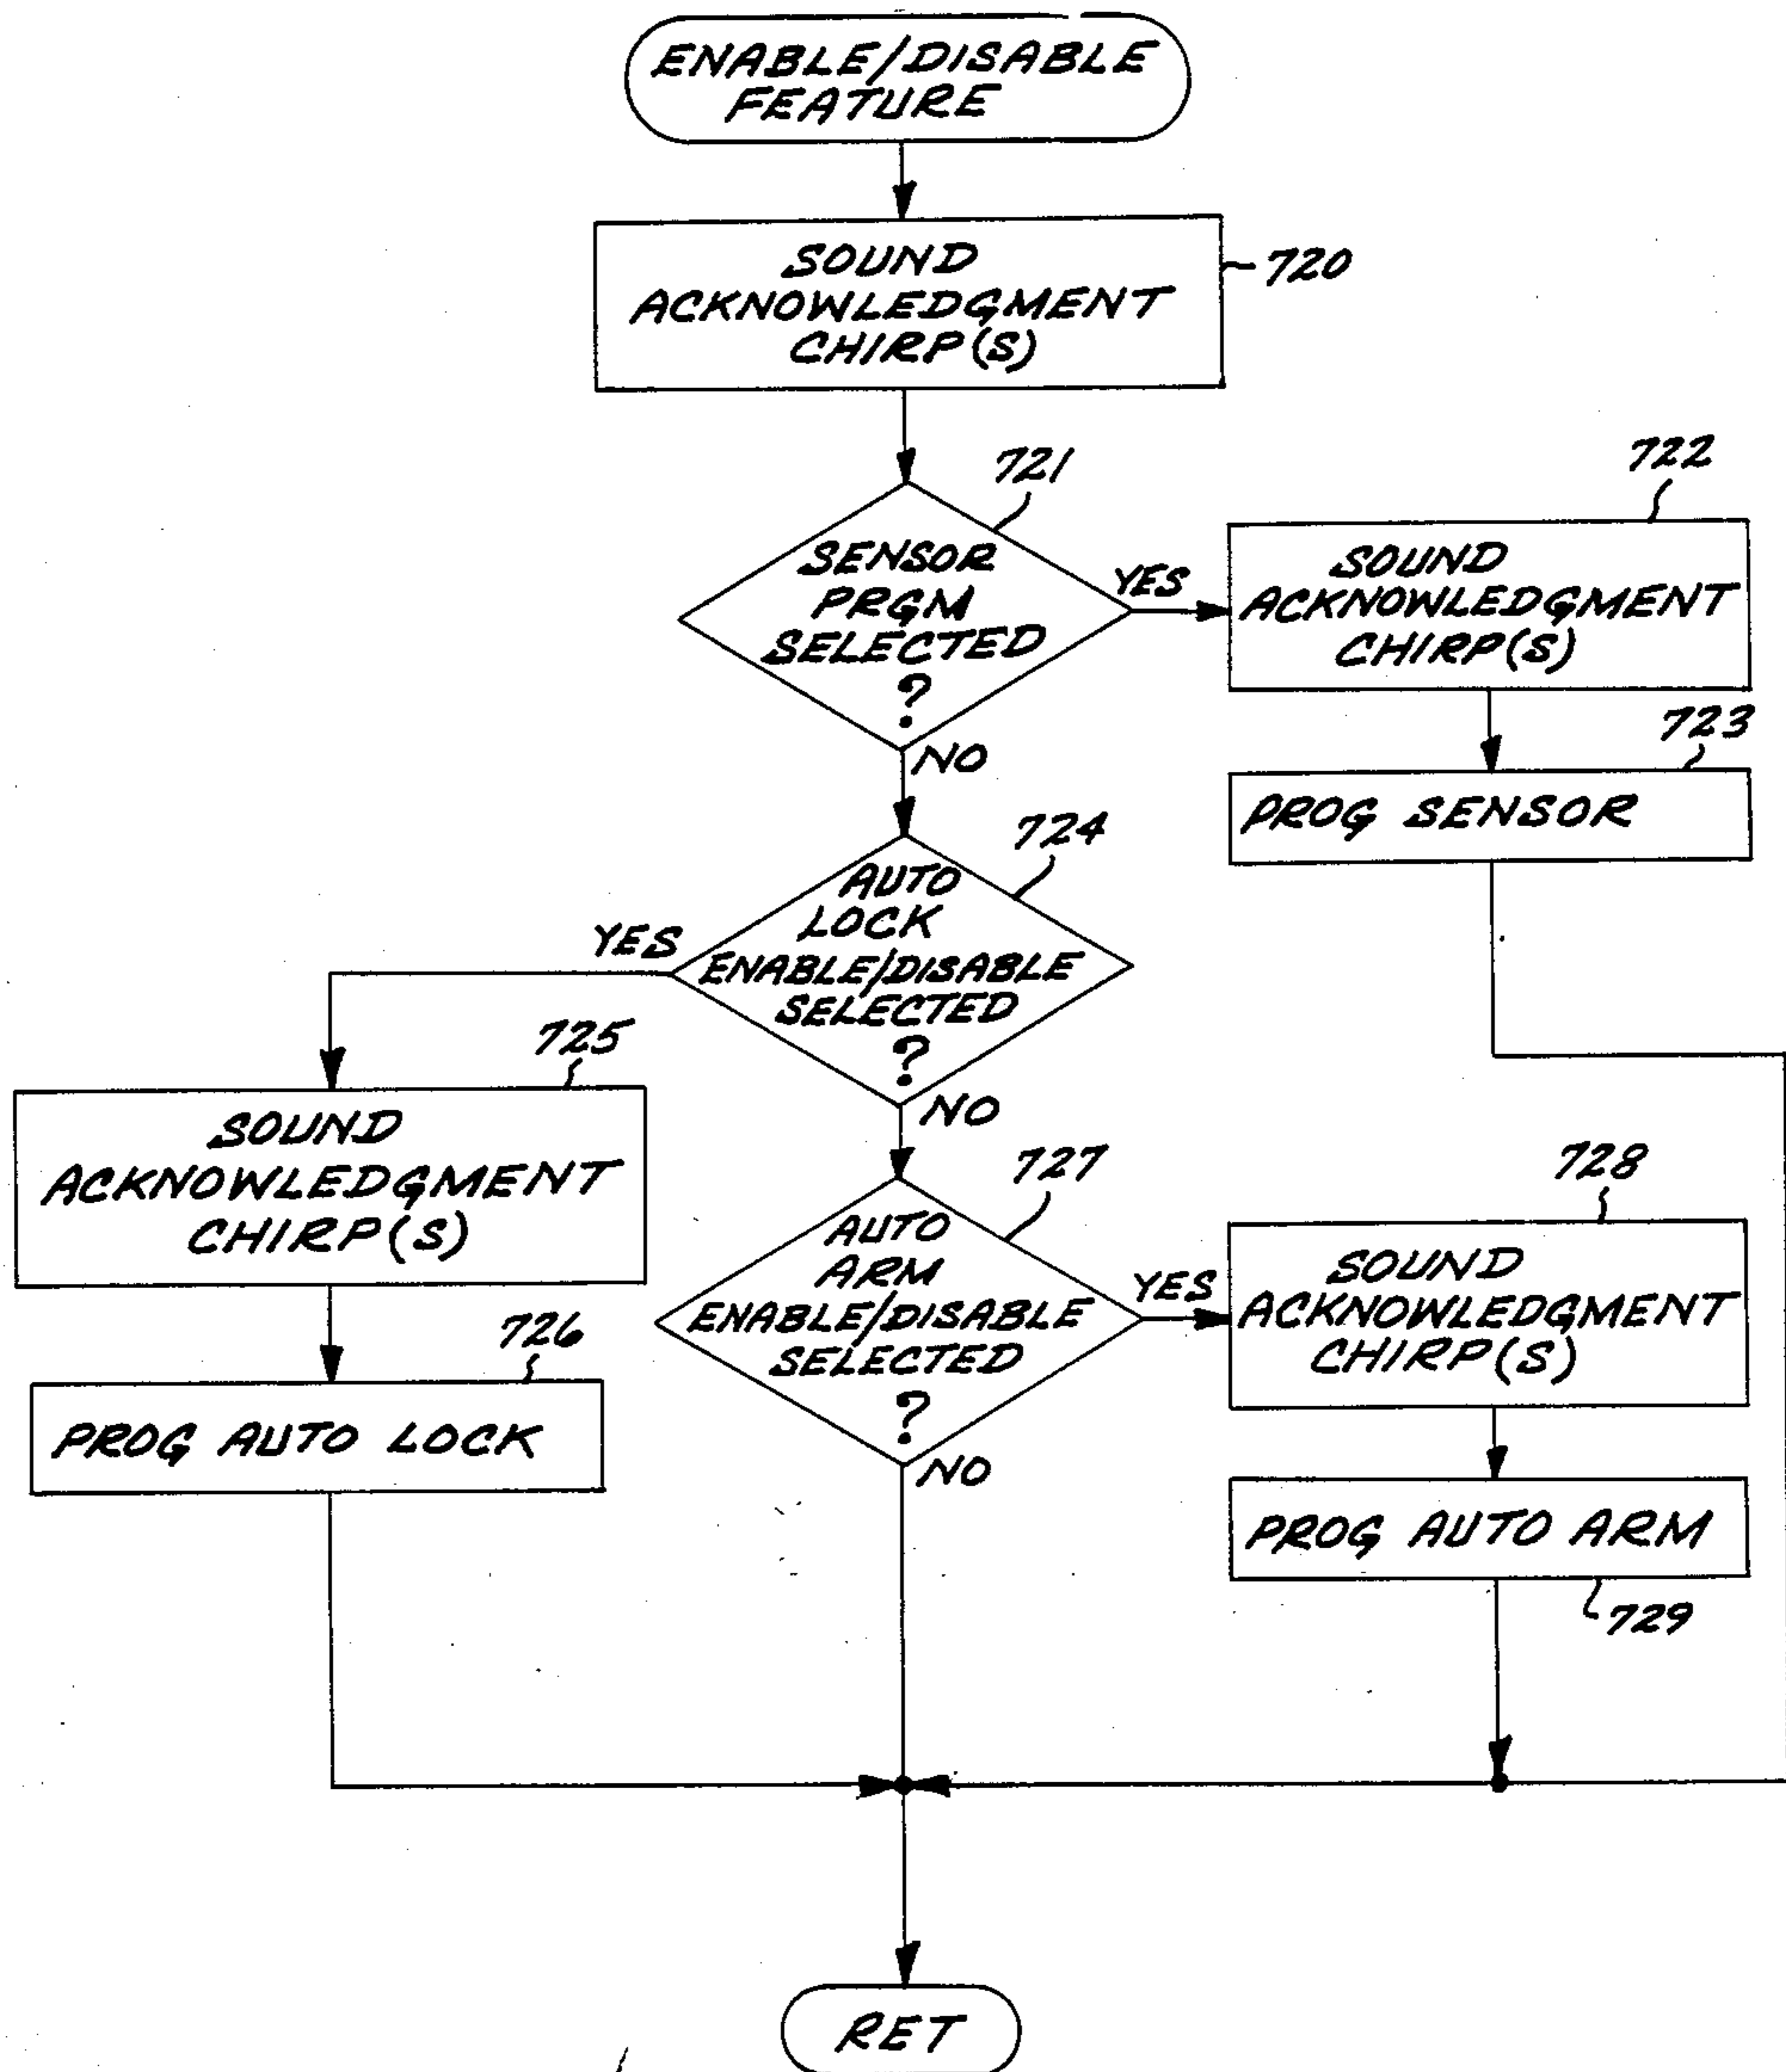 ENABLE/DISABLE
FEATURE
SOUND
ACKNOWLEDGMENT
CHIRP(S)
720
721
SENSOR
PRGM
SELECTED
?
YES
NO
722
SOUND
ACKNOWLEDGMENT
CHIRP(S)
723
PROG SENSOR
724
AUTO
LOCK
ENABLE/DISABLE
SELECTED
?
YES
NO
725
SOUND
ACKNOWLEDGMENT
CHIRP(S)
726
PROG AUTO LOCK
727
AUTO
ARM
ENABLE/DISABLE
SELECTED
?
YES
NO
728
SOUND
ACKNOWLEDGMENT
CHIRP(S)
PROG AUTO ARM
729
RET